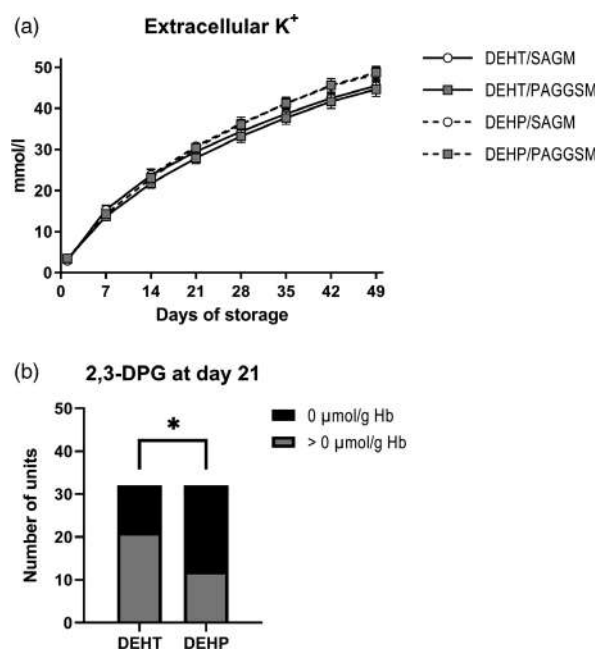 (a)
Extracellular K⁺
mmol/l
50
40
30
20
10
0
0 7 14 21 28 35 42 49
Days of storage
DEHT/SAGM
DEHT/PAGGSM
DEHP/SAGM
DEHP/PAGGSM
(b)
2,3-DPG at day 21
Number of units
50
40
30
20
10
0
*
DEHT DEHP
0 µmol/g Hb
> 0 µmol/g Hb